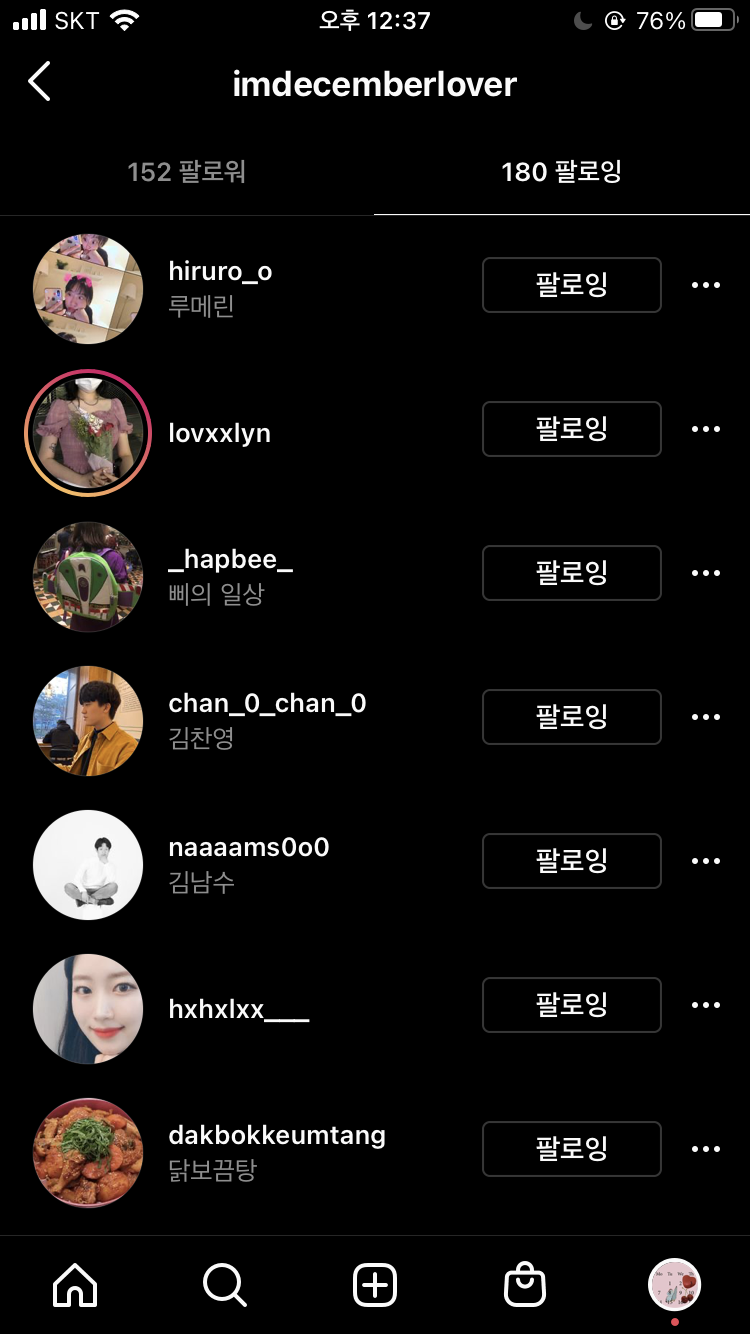 SKT 오후 12:37 76%
imdecemberlover
152 팔로워 180 팔로잉
hiruro_o
루메린
팔로잉
lovxxlyn
팔로잉
_hapbee_
삐의 일상
팔로잉
chan_0_chan_0
김찬영
팔로잉
naaaams0o0
김남수
팔로잉
hxhxlxx___
팔로잉
dakbokkeumtang
닭보끔탕
팔로잉